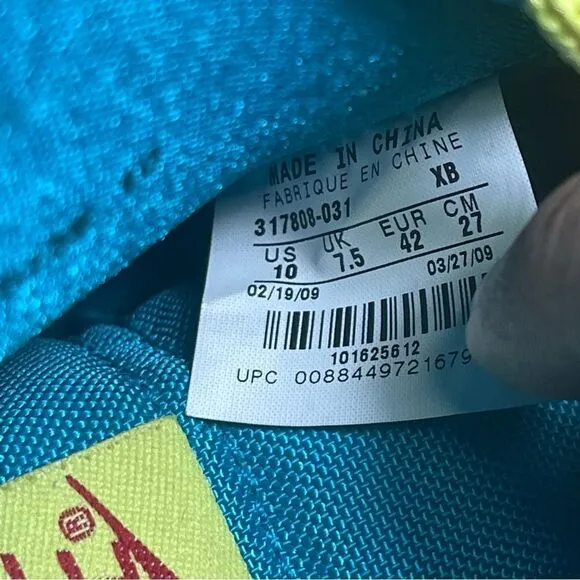 MADE IN CHINA
FABRIQUE EN CHINE
XB
317808-031
US UK EUR CM
10 7.5 42 27
02/19/09 03/27/09
101625612
UPC 0088449721679